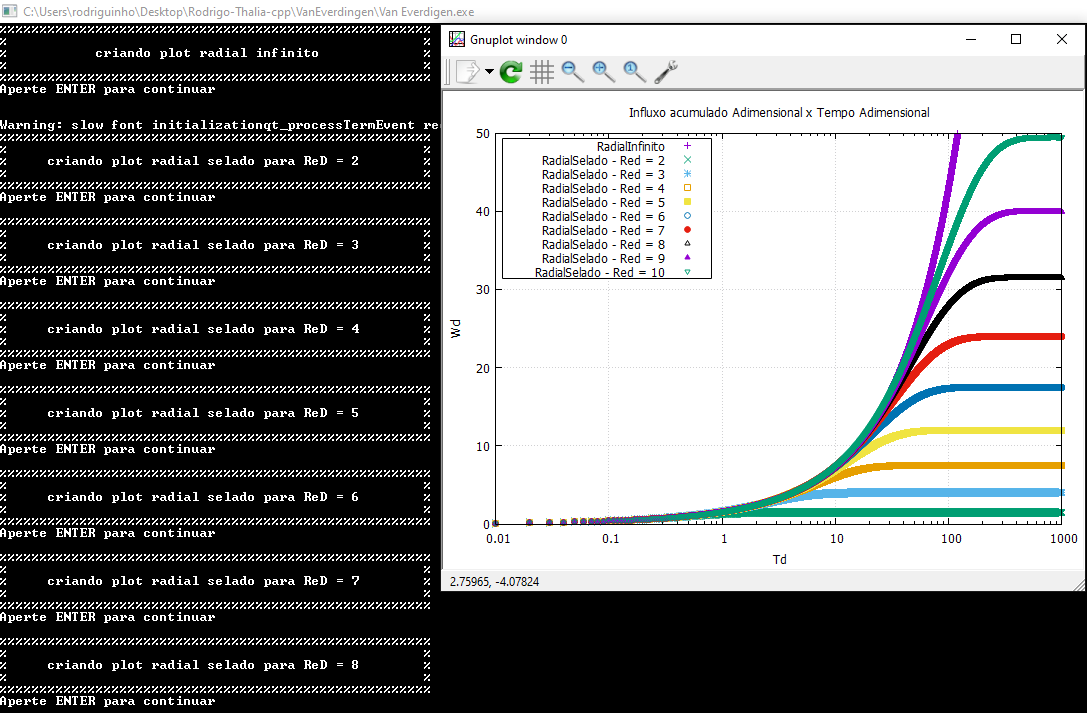 C:\Users\rodriguinho\Desktop\Rodrigo-Thalia-cpp\VanEverdingen\Van Everdigen.exe
%%%%%%%%%%%%%%%%%%%%%%%%%%%%%%%%%%%%%%%%%%%%%%%%%%%%%%
% %
% criando plot radial infinito %
% %
%%%%%%%%%%%%%%%%%%%%%%%%%%%%%%%%%%%%%%%%%%%%%%%%%%%%%%
Aperte ENTER para continuar
Warning: slow font initializationqt_processTermEvent rec
%%%%%%%%%%%%%%%%%%%%%%%%%%%%%%%%%%%%%%%%%%%%%%%%%%%%%%
% %
% criando plot radial selado para ReD = 2 %
% %
%%%%%%%%%%%%%%%%%%%%%%%%%%%%%%%%%%%%%%%%%%%%%%%%%%%%%%
Aperte ENTER para continuar
%%%%%%%%%%%%%%%%%%%%%%%%%%%%%%%%%%%%%%%%%%%%%%%%%%%%%%
% %
% criando plot radial selado para ReD = 3 %
% %
%%%%%%%%%%%%%%%%%%%%%%%%%%%%%%%%%%%%%%%%%%%%%%%%%%%%%%
Aperte ENTER para continuar
%%%%%%%%%%%%%%%%%%%%%%%%%%%%%%%%%%%%%%%%%%%%%%%%%%%%%%
% %
% criando plot radial selado para ReD = 4 %
% %
%%%%%%%%%%%%%%%%%%%%%%%%%%%%%%%%%%%%%%%%%%%%%%%%%%%%%%
Aperte ENTER para continuar
%%%%%%%%%%%%%%%%%%%%%%%%%%%%%%%%%%%%%%%%%%%%%%%%%%%%%%
% %
% criando plot radial selado para ReD = 5 %
% %
%%%%%%%%%%%%%%%%%%%%%%%%%%%%%%%%%%%%%%%%%%%%%%%%%%%%%%
Aperte ENTER para continuar
%%%%%%%%%%%%%%%%%%%%%%%%%%%%%%%%%%%%%%%%%%%%%%%%%%%%%%
% %
% criando plot radial selado para ReD = 6 %
% %
%%%%%%%%%%%%%%%%%%%%%%%%%%%%%%%%%%%%%%%%%%%%%%%%%%%%%%
Aperte ENTER para continuar
%%%%%%%%%%%%%%%%%%%%%%%%%%%%%%%%%%%%%%%%%%%%%%%%%%%%%%
% %
% criando plot radial selado para ReD = 7 %
% %
%%%%%%%%%%%%%%%%%%%%%%%%%%%%%%%%%%%%%%%%%%%%%%%%%%%%%%
Aperte ENTER para continuar
%%%%%%%%%%%%%%%%%%%%%%%%%%%%%%%%%%%%%%%%%%%%%%%%%%%%%%
% %
% criando plot radial selado para ReD = 8 %
% %
%%%%%%%%%%%%%%%%%%%%%%%%%%%%%%%%%%%%%%%%%%%%%%%%%%%%%%
Aperte ENTER para continuar
Gnuplot window 0
Influxo acumulado Adimensional x Tempo Adimensional
RadialInfinito
RadialSelado - Red = 2
RadialSelado - Red = 3
RadialSelado - Red = 4
RadialSelado - Red = 5
RadialSelado - Red = 6
RadialSelado - Red = 7
RadialSelado - Red = 8
RadialSelado - Red = 9
RadialSelado - Red = 10
50
40
30
20
10
0
Wd
0.01 0.1 1 10 100 1000
Td
2.75965, -4.07824